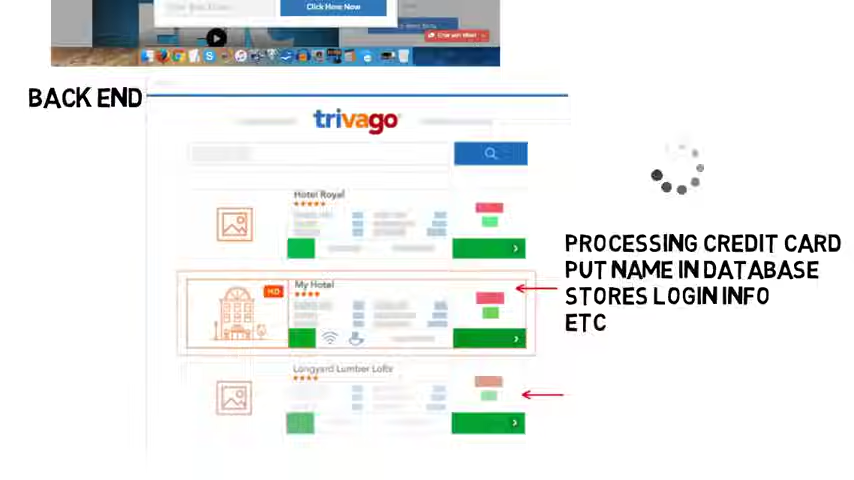 Click Here Now
BACK END
trivago
Hotel Royal
PROCESSING CREDIT CARD
PUT NAME IN DATABASE
STORES LOGIN INFO
ETC
HD
My Hotel
Longyard Lumber Lofts